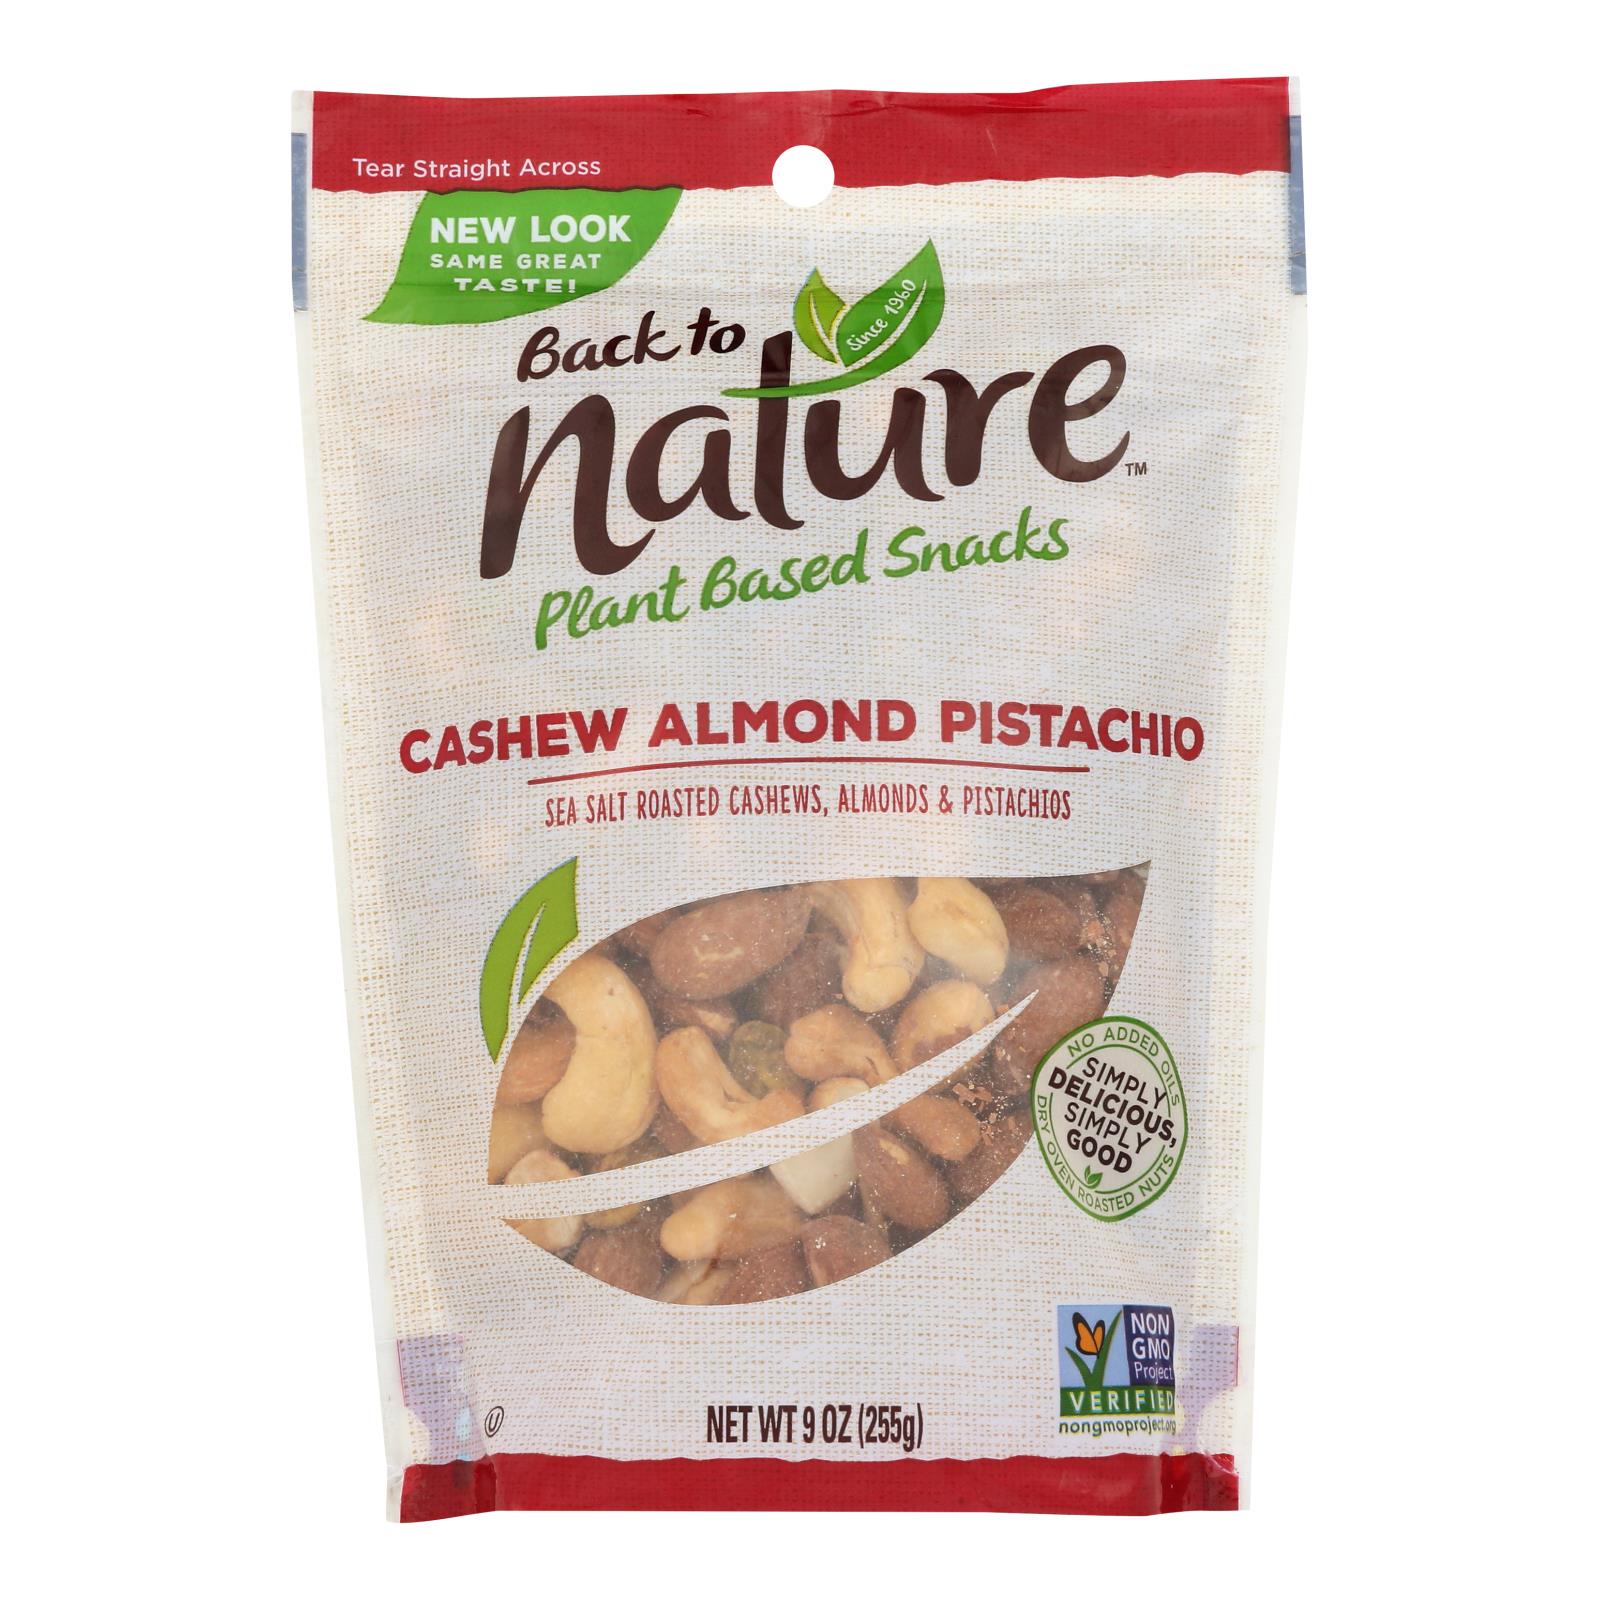 Tear Straight Across
NEW LOOK
SAME GREAT
TASTE!
Back to
Since 1960
nature™
Plant Based Snacks
CASHEW ALMOND PISTACHIO
SEA SALT ROASTED CASHEWS, ALMONDS & PISTACHIOS
NO ADDED OILS
SIMPLY
DELICIOUS,
SIMPLY
GOOD
DRY OVEN ROASTED NUTS
NON
GMO
Project
VERIFIED
nongmoproject.org
U
NET WT 9 OZ (255g)